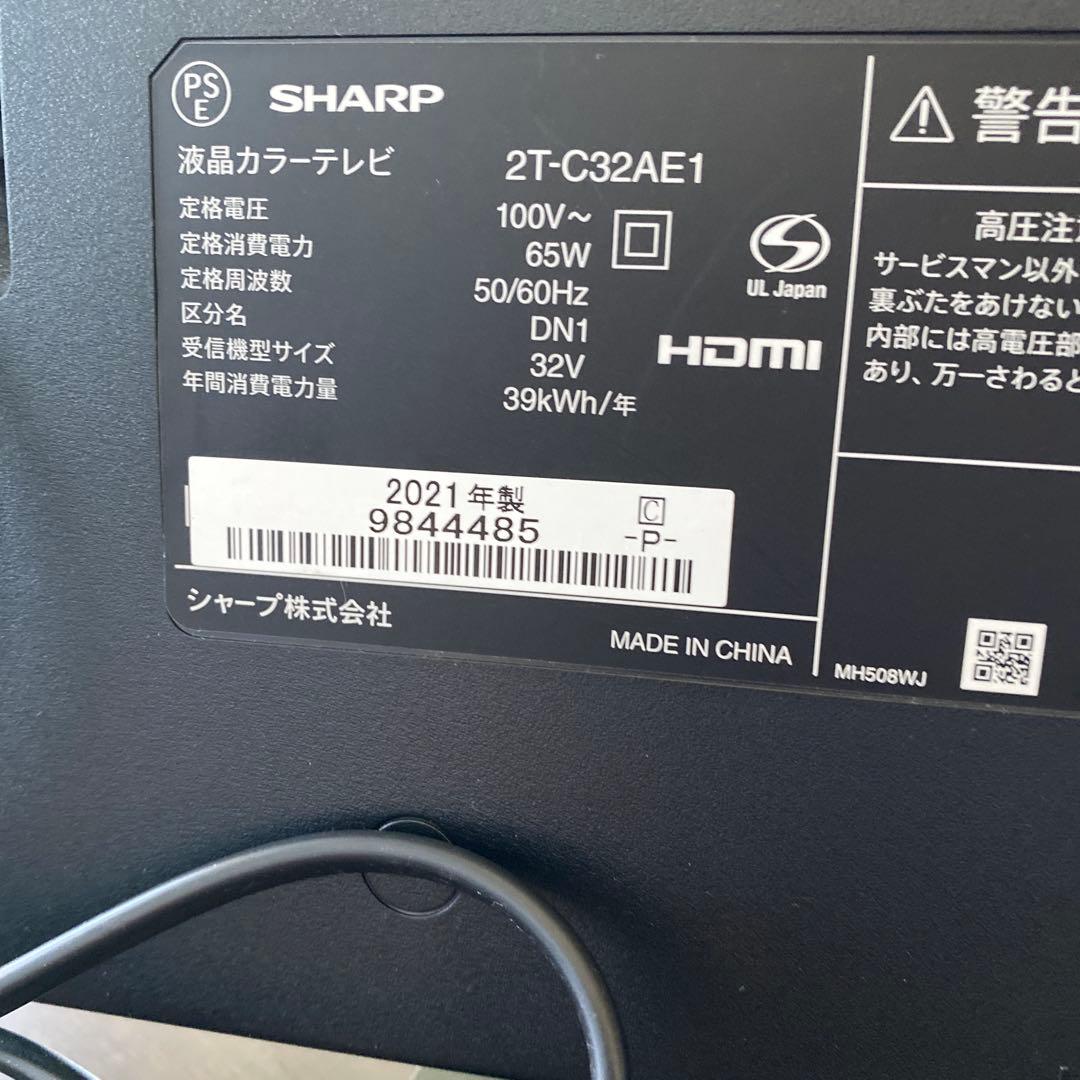 PS
E
SHARP
液晶カラーテレビ 2T-C32AE1
定格電圧 100V～
定格消費電力 65W
定格周波数 50/60Hz
区分名 DN1
受信機型サイズ 32V
年間消費電力量 39kWh/年
UL Japan
HDMI
2021年製
9844485
C
-P-
シャープ株式会社
MADE IN CHINA
警告
高圧注
サービスマン以外
裏ぶたをあけない
内部には高電圧部
あり、万一さわると
MH508WJ